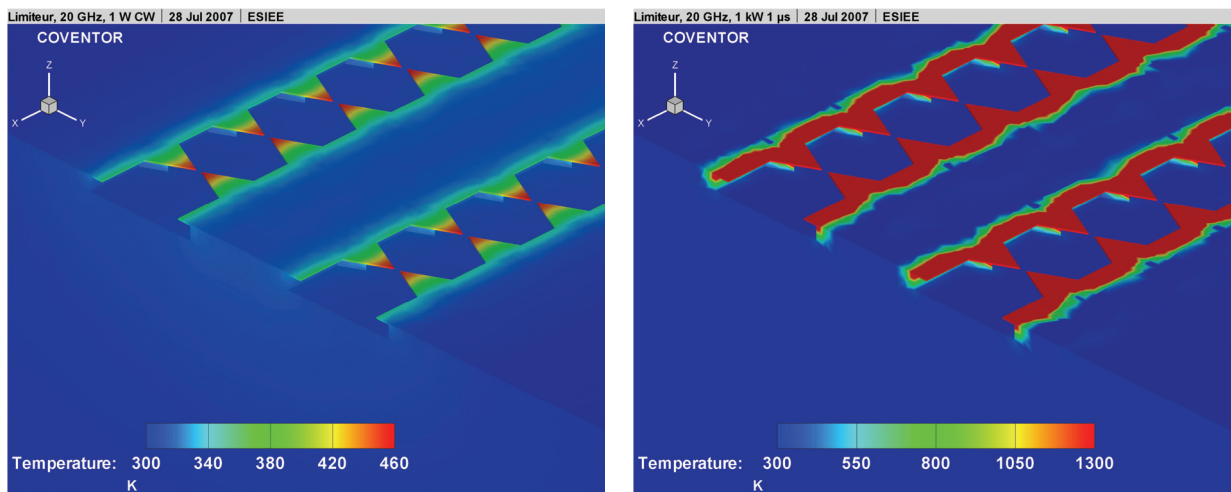 Limiteur, 20 GHz, 1 W CW | 28 Jul 2007 | ESIEE
COVENTOR
Z
X
Y
Temperature: 300 340 380 420 460
K
Limiteur, 20 GHz, 1 kW 1 µs | 28 Jul 2007 | ESIEE
COVENTOR
Z
X
Y
Temperature: 300 550 800 1050 1300
K